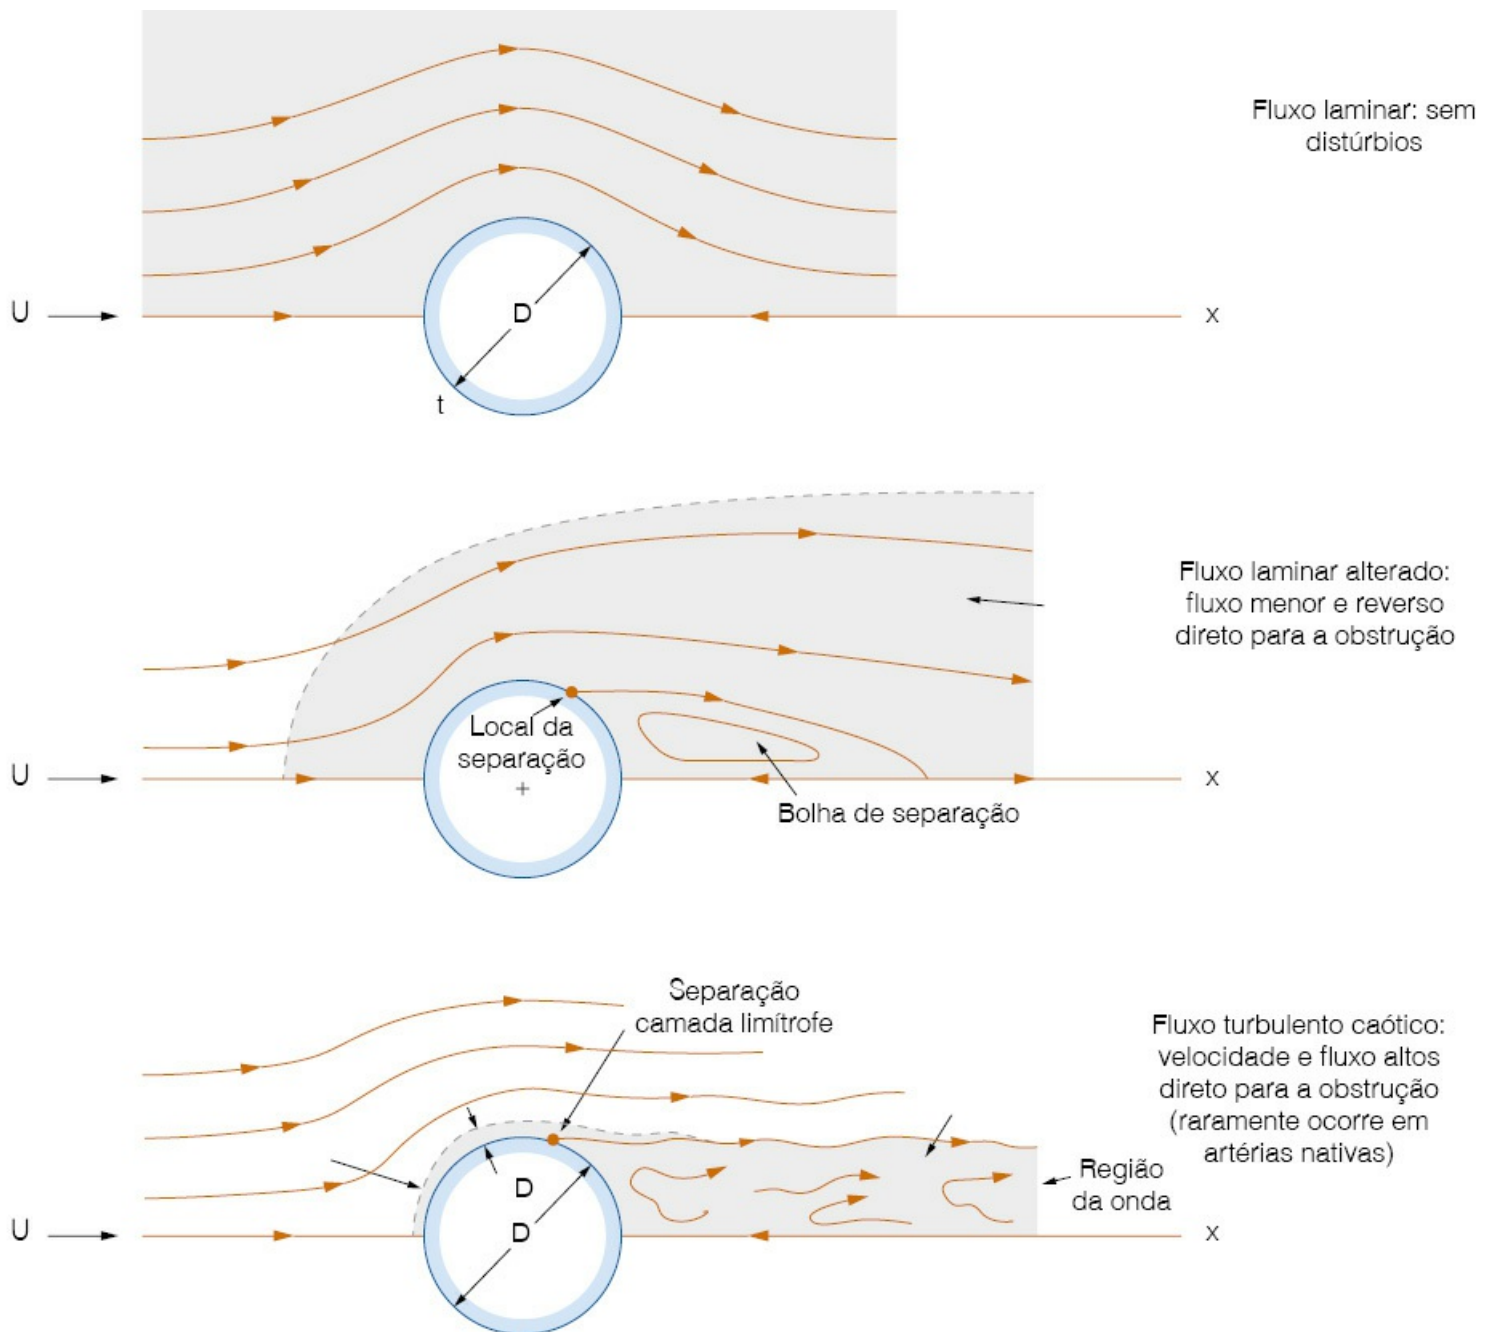 Fluxo laminar: sem
distúrbios
U
D
t
x
Fluxo laminar alterado:
fluxo menor e reverso
direto para a obstrução
Local da
separação
+
U
x
Bolha de separação
Separação
camada limítrofe
Fluxo turbulento caótico:
velocidade e fluxo altos
direto para a obstrução
(raramente ocorre em
artérias nativas)
Região
da onda
D
D
U
x